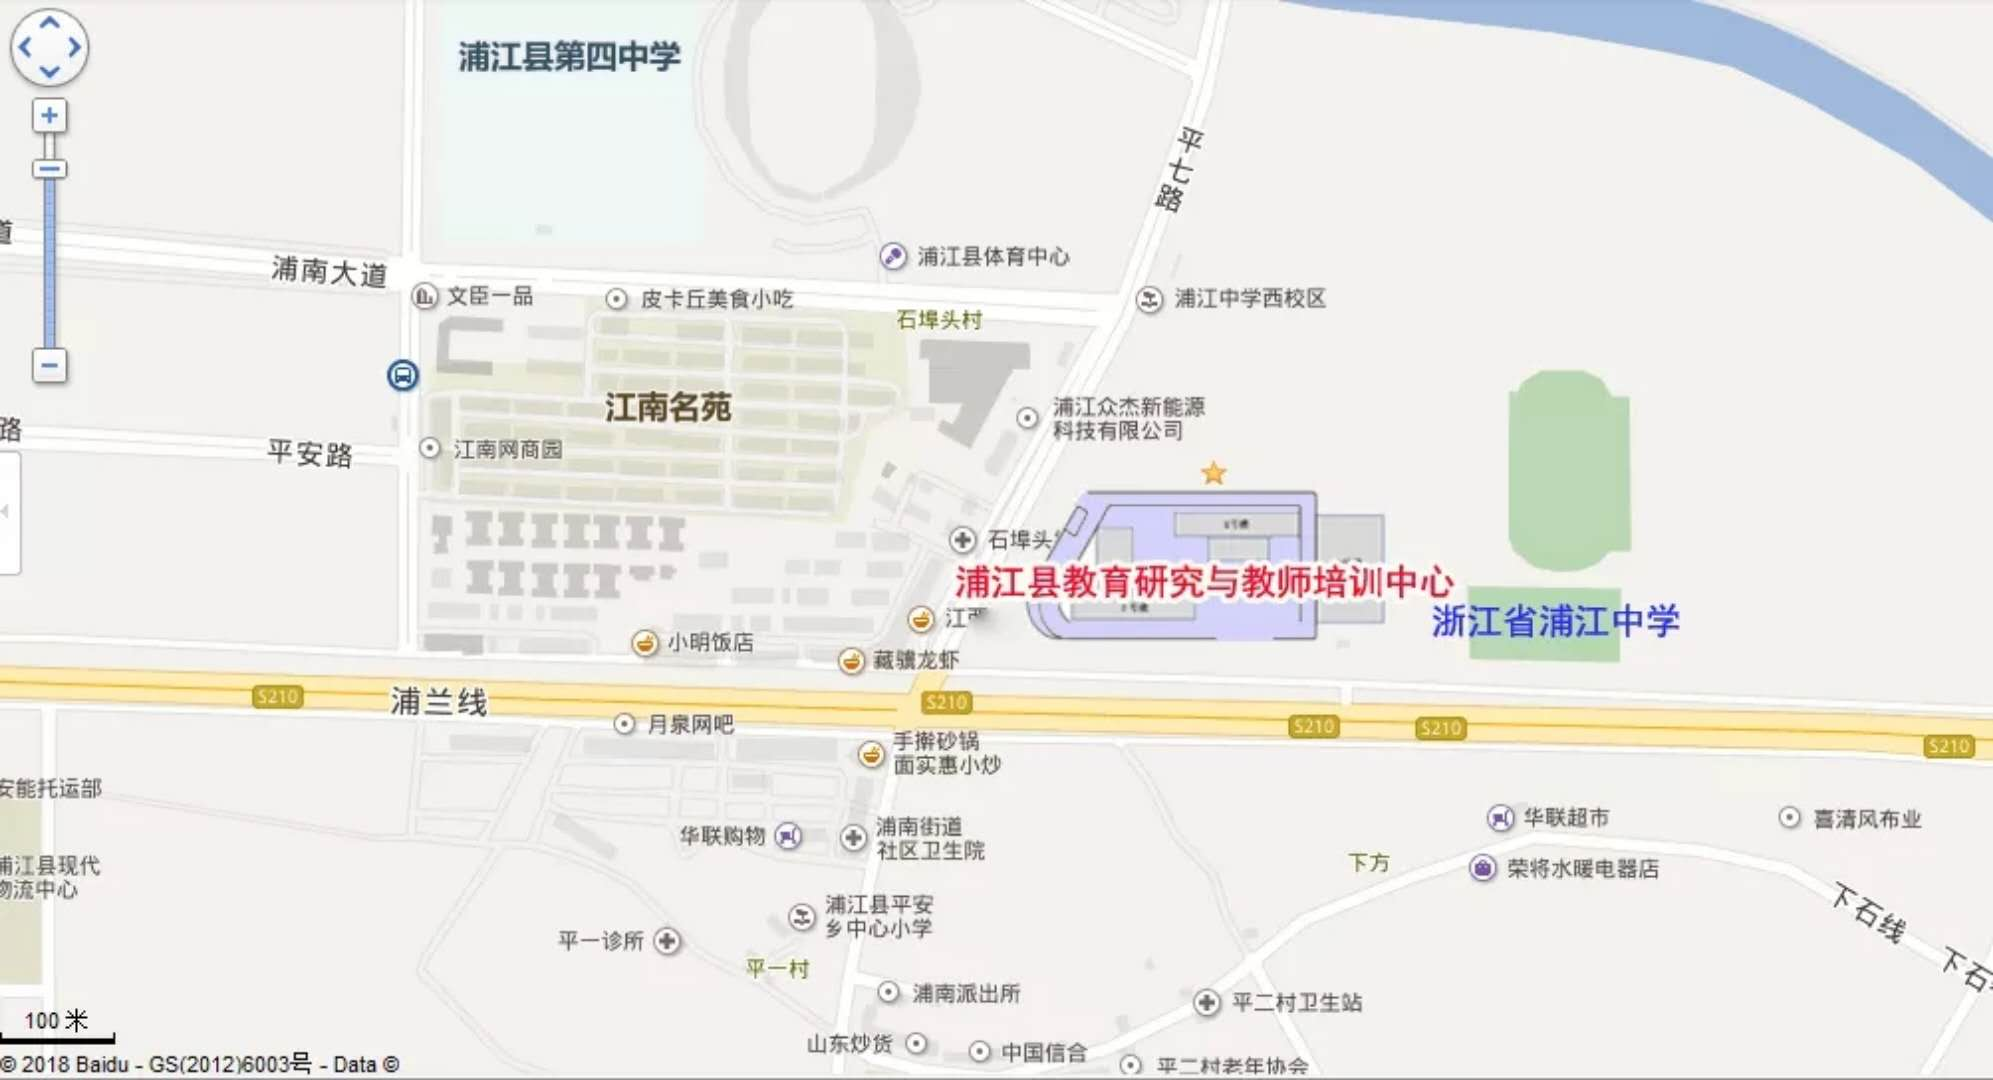 浦江县第四中学
平七路
道
浦南大道
浦江县体育中心
文臣一品
皮卡丘美食小吃
石埠头村
浦江中学西校区
江南名苑
浦江众杰新能源
科技有限公司
路
平安路
江南网商园
石埠头
浦江县教育研究与教师培训中心
江西
浙江省浦江中学
小明饭店
藏骧龙虾
S210
浦兰线
S210
S210
S210
S210
月泉网吧
手擀砂锅
面实惠小炒
安能托运部
华联购物
浦南街道
社区卫生院
华联超市
喜清风布业
下方
荣将水暖电器店
浦江县现代
物流中心
浦江县平安
乡中心小学
下石线
平一诊所
平一村
下石
浦南派出所
平二村卫生站
100 米
山东炒货
中国信合
平二村老年协会
© 2018 Baidu - GS(2012)6003号 - Data ©